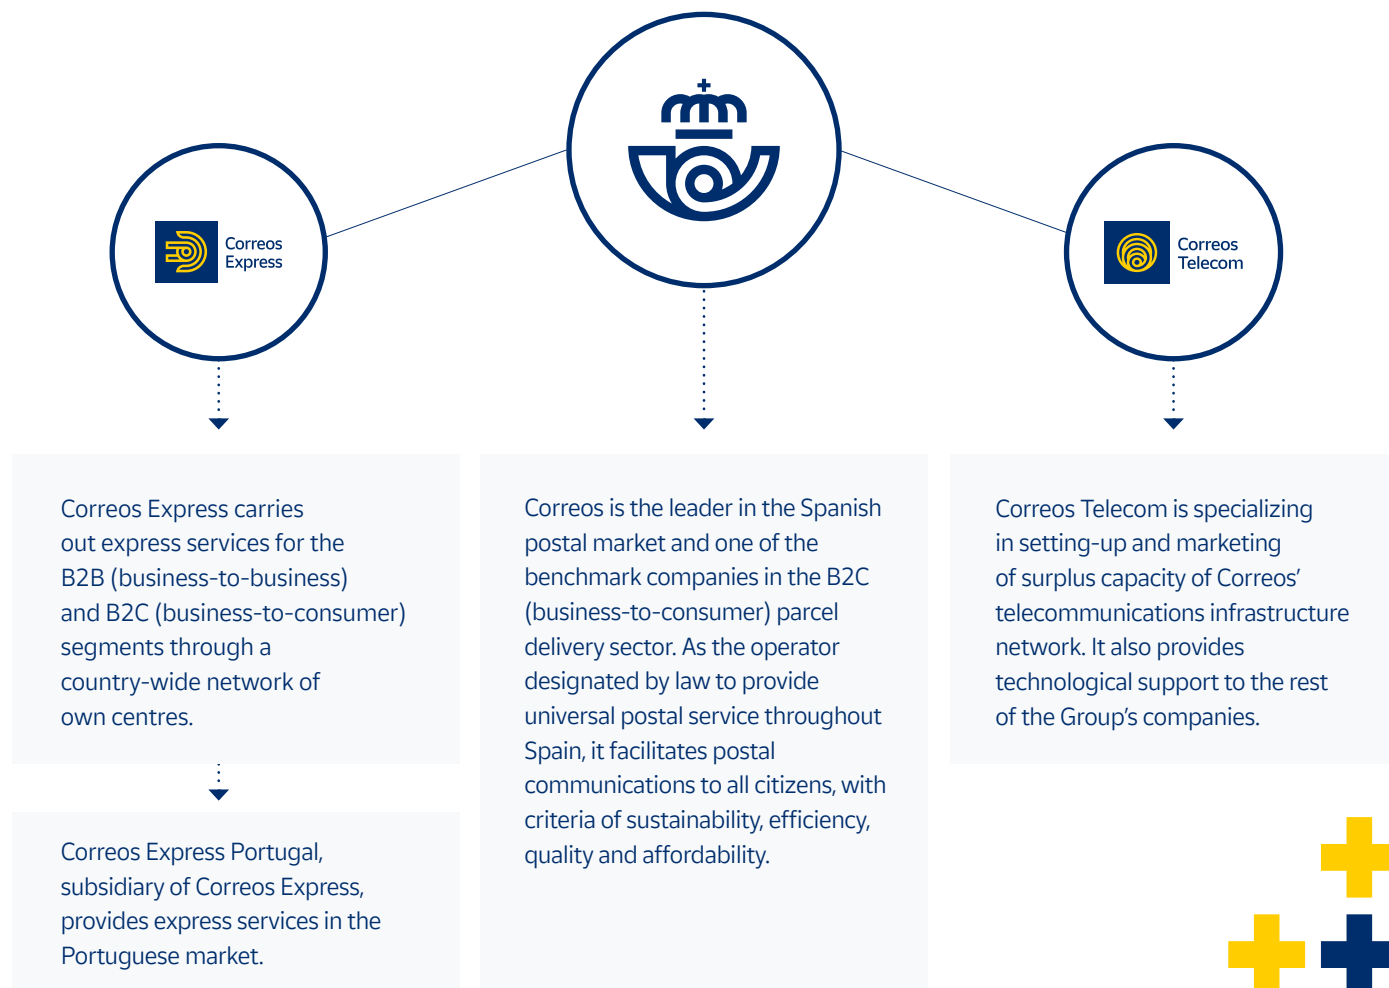 Correos
Express
Correos
Telecom
Correos Express carries
out express services for the
B2B (business-to-business)
and B2C (business-to-consumer)
segments through a
country-wide network of
own centres.
Correos Express Portugal,
subsidiary of Correos Express,
provides express services in the
Portuguese market.
Correos is the leader in the Spanish
postal market and one of the
benchmark companies in the B2C
(business-to-consumer) parcel
delivery sector. As the operator
designated by law to provide
universal postal service throughout
Spain, it facilitates postal
communications to all citizens, with
criteria of sustainability, efficiency,
quality and affordability.
Correos Telecom is specializing
in setting-up and marketing
of surplus capacity of Correos’
telecommunications infrastructure
network. It also provides
technological support to the rest
of the Group’s companies.